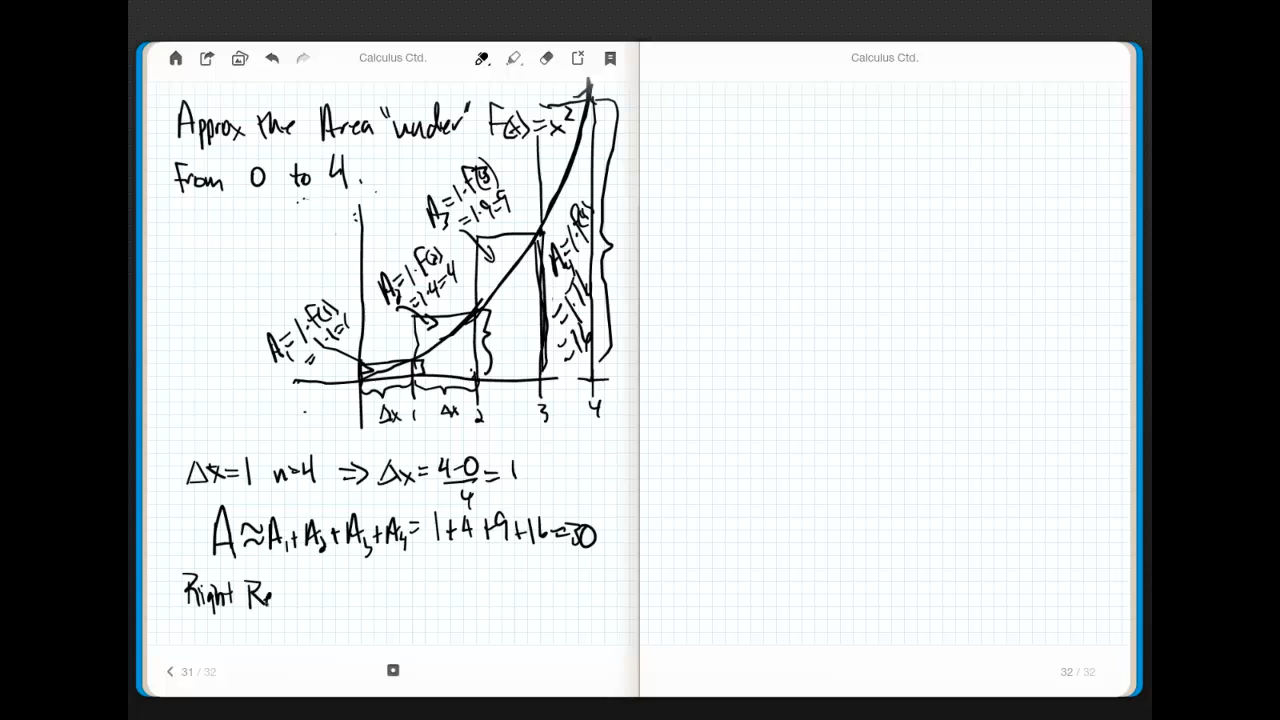 Calculus Ctd.
Approx the Area "under" F(x)=x²
from 0 to 4.
A₃=1·F(3)
=1·9=9
A₂=1·F(2)
=1·4=4
A₁=1·F(1)
=1·1=1
A₄=1·F(4)
=1·16
=16
Δx 1 Δx 2 3 4
Δx=1 n=4 ⇒ Δx = 4-0/4 = 1
A≈A₁+A₂+A₃+A₄= 1+4+9+16=30
Right Re
31 / 32
Calculus Ctd.
32 / 32